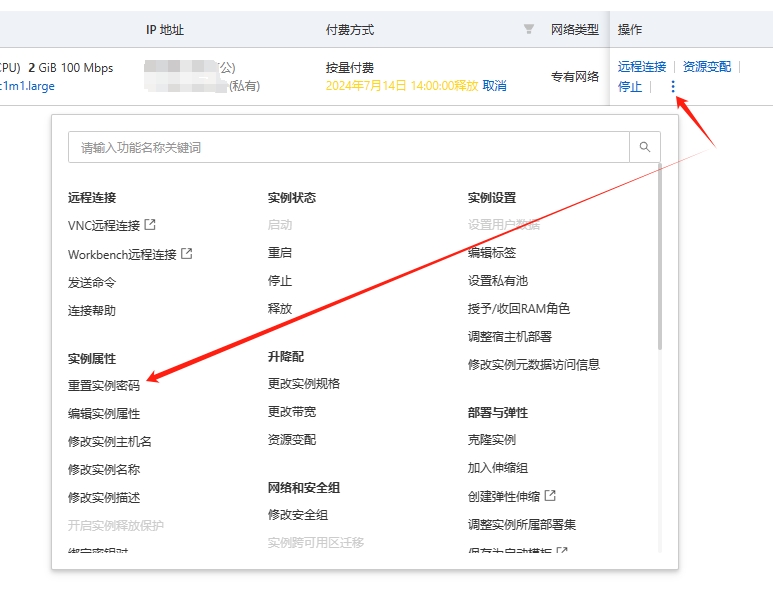 IP 地址 付费方式 网络类型 操作
CPU) 2 GiB 100 Mbps 公) 按量付费 专有网络 远程连接 资源变配
c1m1.large (私有) 2024年7月14日 14:00:00释放 取消 停止
请输入功能名称关键词
远程连接
VNC远程连接
Workbench远程连接
发送命令
连接帮助
实例属性
重置实例密码
编辑实例属性
修改实例主机名
修改实例名称
修改实例描述
开启实例释放保护
绑定密钥对
实例状态
启动
重启
停止
释放
升降配
更改实例规格
更改带宽
资源变配
网络和安全组
修改安全组
实例跨可用区迁移
实例设置
设置用户数据
编辑标签
设置私有池
授予/收回RAM角色
调整宿主机部署
修改实例元数据访问信息
部署与弹性
克隆实例
加入伸缩组
创建弹性伸缩
调整实例所属部署集
保存为启动模板